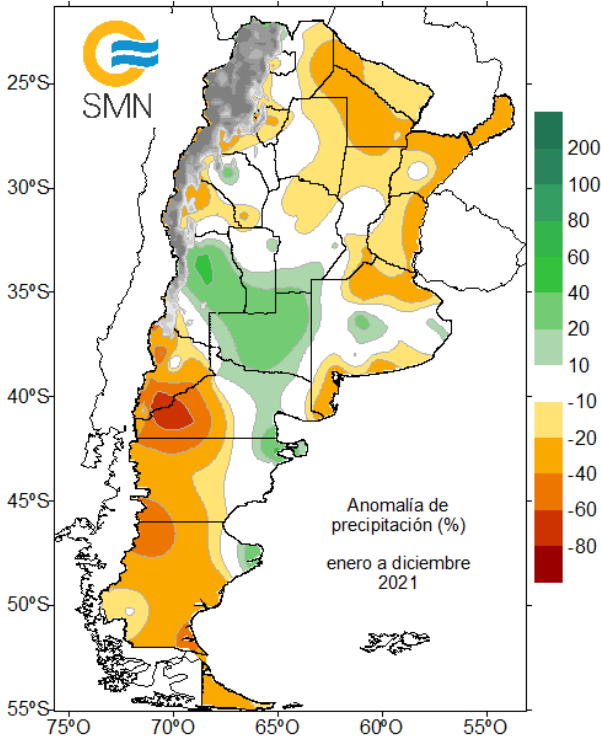 SMN
25ºS
30ºS
35ºS
40ºS
45ºS
50ºS
55ºS
75ºO
70ºO
65ºO
60ºO
55ºO
200
100
80
60
40
20
10
-10
-20
-40
-60
-80
Anomalía de
precipitación (%)
enero a diciembre
2021